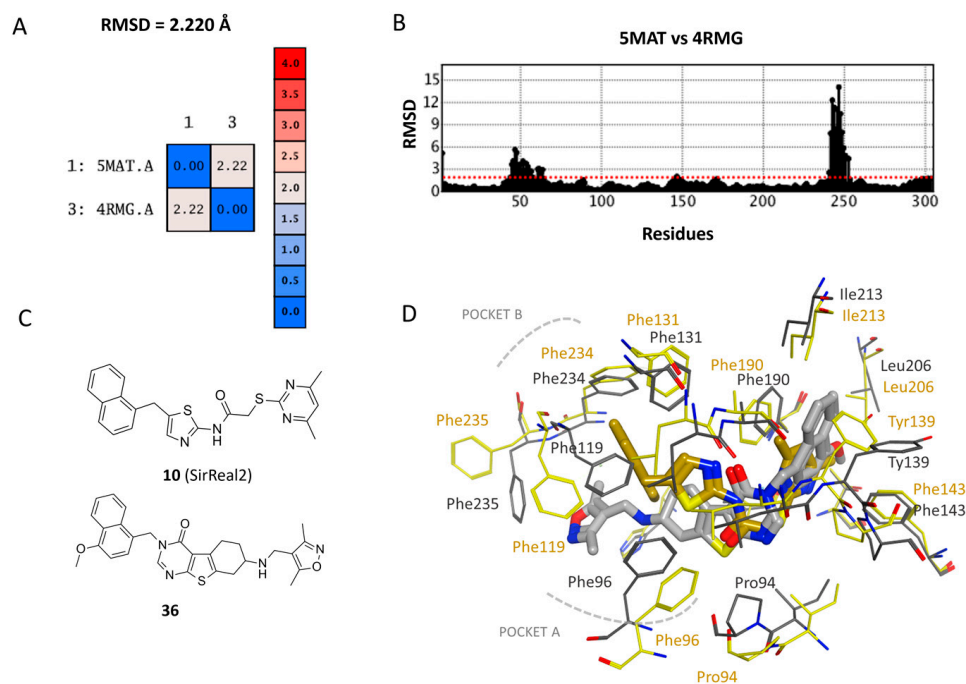 A
RMSD = 2.220 Å
4.0
3.5
3.0
2.5
2.0
1.5
1.0
0.5
0.0
1 3
1: 5MAT.A 0.00 2.22
3: 4RMG.A 2.22 0.00
B
5MAT vs 4RMG
RMSD
15
12
9
6
3
0
50 100 150 200 250 300
Residues
C
N
S
NH
O
S
N
N
10 (SirReal2)
O
O
N
N
S
N
H
N
O
36
D
POCKET B
Phe131
Phe131
Phe234
Phe234
Phe190
Phe190
Ile213
Ile213
Leu206
Leu206
Phe235
Phe119
Tyr139
Ty139
Phe235
Phe143
Phe143
Phe119
Phe96
Pro94
POCKET A
Phe96
Pro94